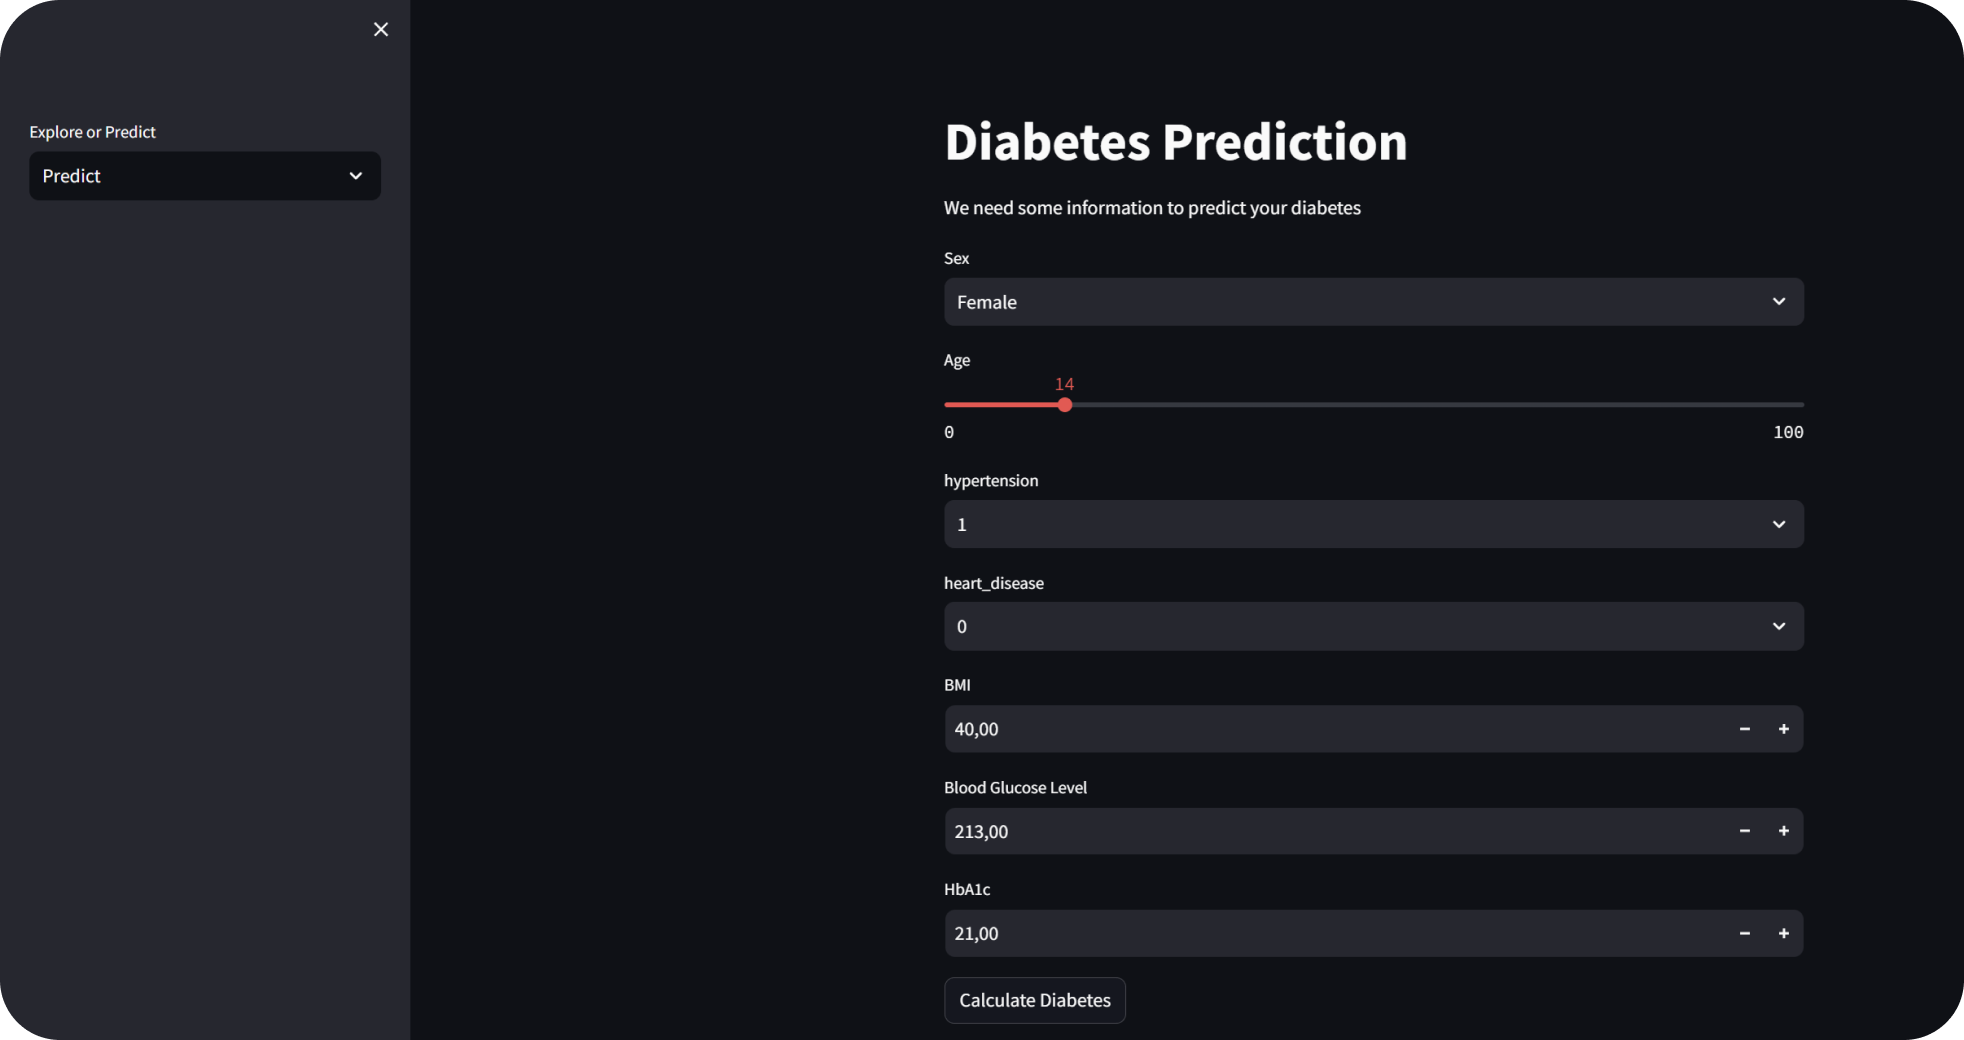 Explore or Predict
Predict
Diabetes Prediction
We need some information to predict your diabetes
Sex
Female
Age
14
0 100
hypertension
1
heart_disease
0
BMI
40,00
Blood Glucose Level
213,00
HbA1c
21,00
Calculate Diabetes